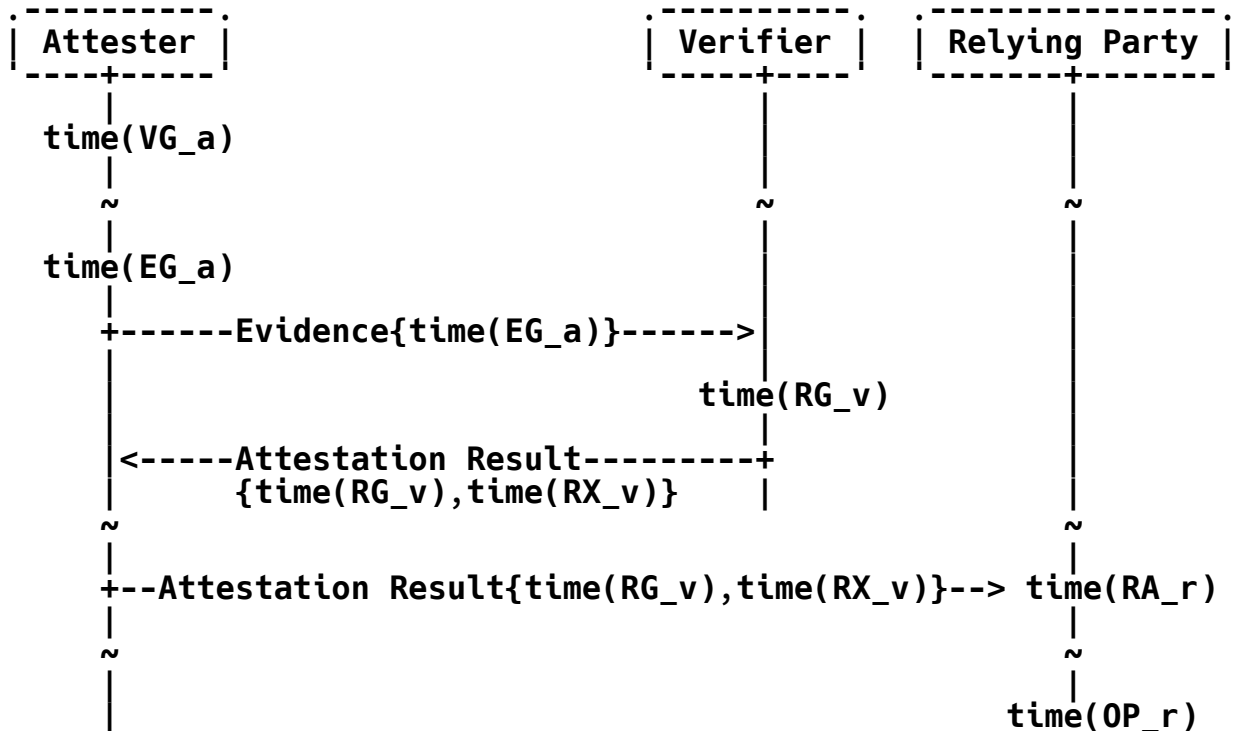 .----------. .----------. .---------------.
| Attester | | Verifier | | Relying Party |
'----+-----' '-----+----' '-------+-------'
| | |
time(VG_a) | |
| | |
~ ~ ~
| | |
time(EG_a) | |
| | |
+------Evidence{time(EG_a)}------>| |
| | |
| time(RG_v) |
| | |
|<-----Attestation Result---------+ |
| {time(RG_v),time(RX_v)} | |
~ ~
| |
+--Attestation Result{time(RG_v),time(RX_v)}--> time(RA_r)
| |
~ ~
| |
| time(OP_r)